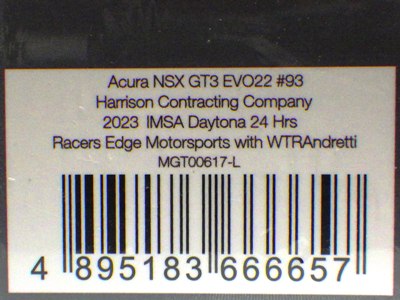 Acura NSX GT3 EVO22 #93
Harrison Contracting Company
2023 IMSA Daytona 24 Hrs
Racers Edge Motorsports with WTRAndretti
MGT00617-L
4 895183 666657